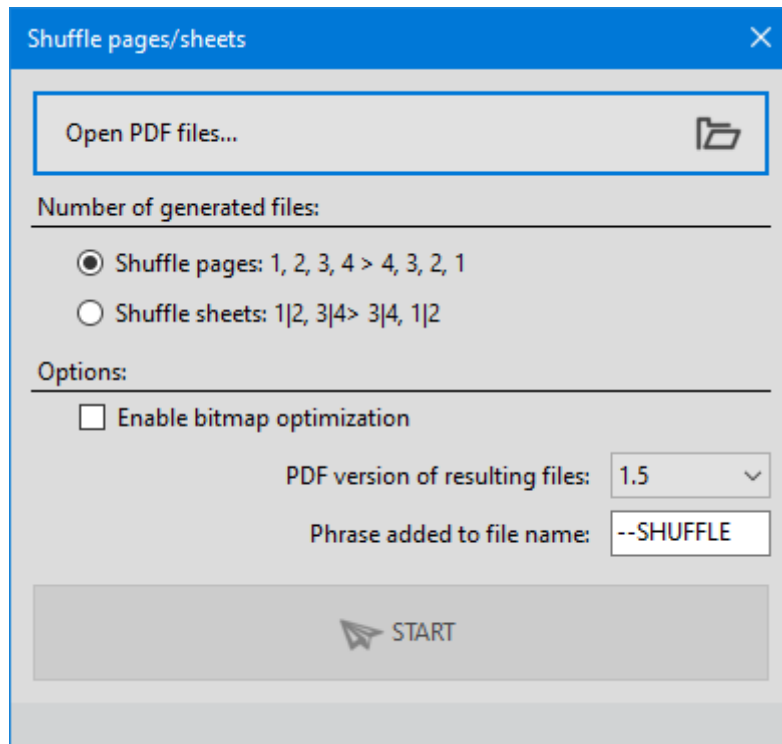 Shuffle pages/sheets
Open PDF files...
Number of generated files:
Shuffle pages: 1, 2, 3, 4 > 4, 3, 2, 1
Shuffle sheets: 1|2, 3|4> 3|4, 1|2
Options:
Enable bitmap optimization
PDF version of resulting files: 1.5
Phrase added to file name: --SHUFFLE
START